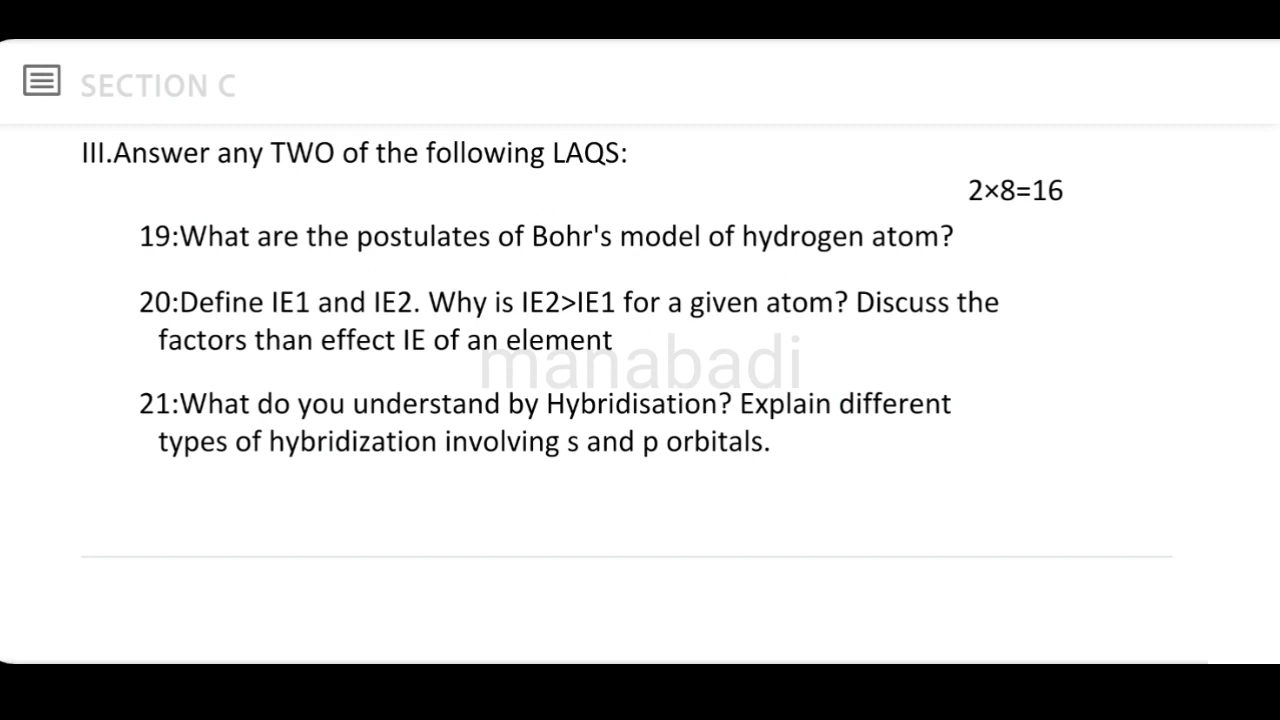 SECTION C
III.Answer any TWO of the following LAQS:
2×8=16
19:What are the postulates of Bohr's model of hydrogen atom?
20:Define IE1 and IE2. Why is IE2>IE1 for a given atom? Discuss the
factors than effect IE of an element
manabadi
21:What do you understand by Hybridisation? Explain different
types of hybridization involving s and p orbitals.